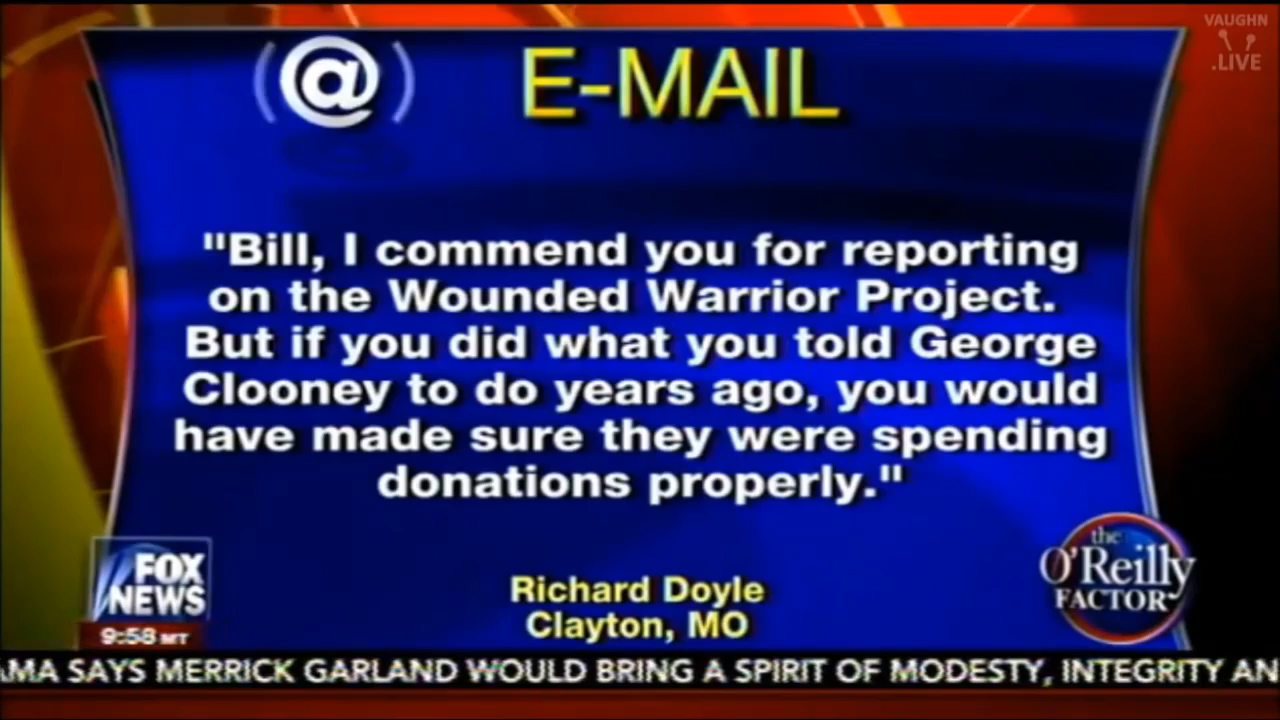 VAUGHN
.LIVE
(@) E-MAIL
"Bill, I commend you for reporting
on the Wounded Warrior Project.
But if you did what you told George
Clooney to do years ago, you would
have made sure they were spending
donations properly."
Richard Doyle
Clayton, MO
FOX
NEWS
9:58 MT
the
O'Reilly
FACTOR
AMA SAYS MERRICK GARLAND WOULD BRING A SPIRIT OF MODESTY, INTEGRITY AN